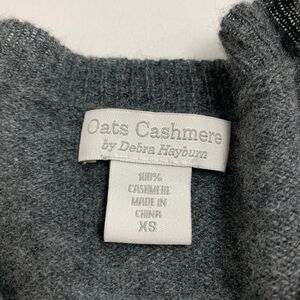 Oats Cashmere
by Debra Hayburn
100%
CASHMERE
MADE IN
CHINA
XS